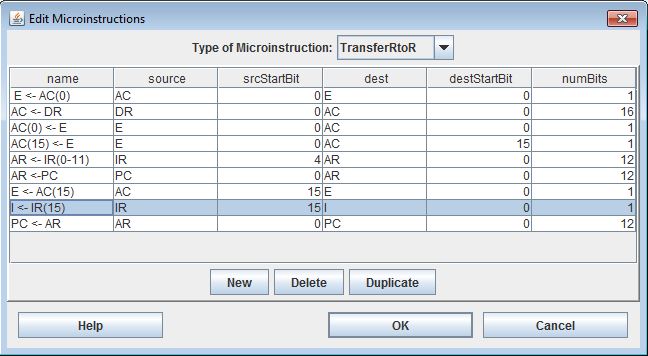 Edit Microinstructions
Type of Microinstruction: TransferRtoR
name source srcStartBit dest destStartBit numBits
E <- AC(0) AC 0 E 0 1
AC <- DR DR 0 AC 0 16
AC(0) <- E E 0 AC 0 1
AC(15) <- E E 0 AC 15 1
AR <- IR(0-11) IR 4 AR 0 12
AR <-PC PC 0 AR 0 12
E <- AC(15) AC 15 E 0 1
I <- IR(15) IR 15 I 0 1
PC <- AR AR 0 PC 0 12
New Delete Duplicate
Help OK Cancel